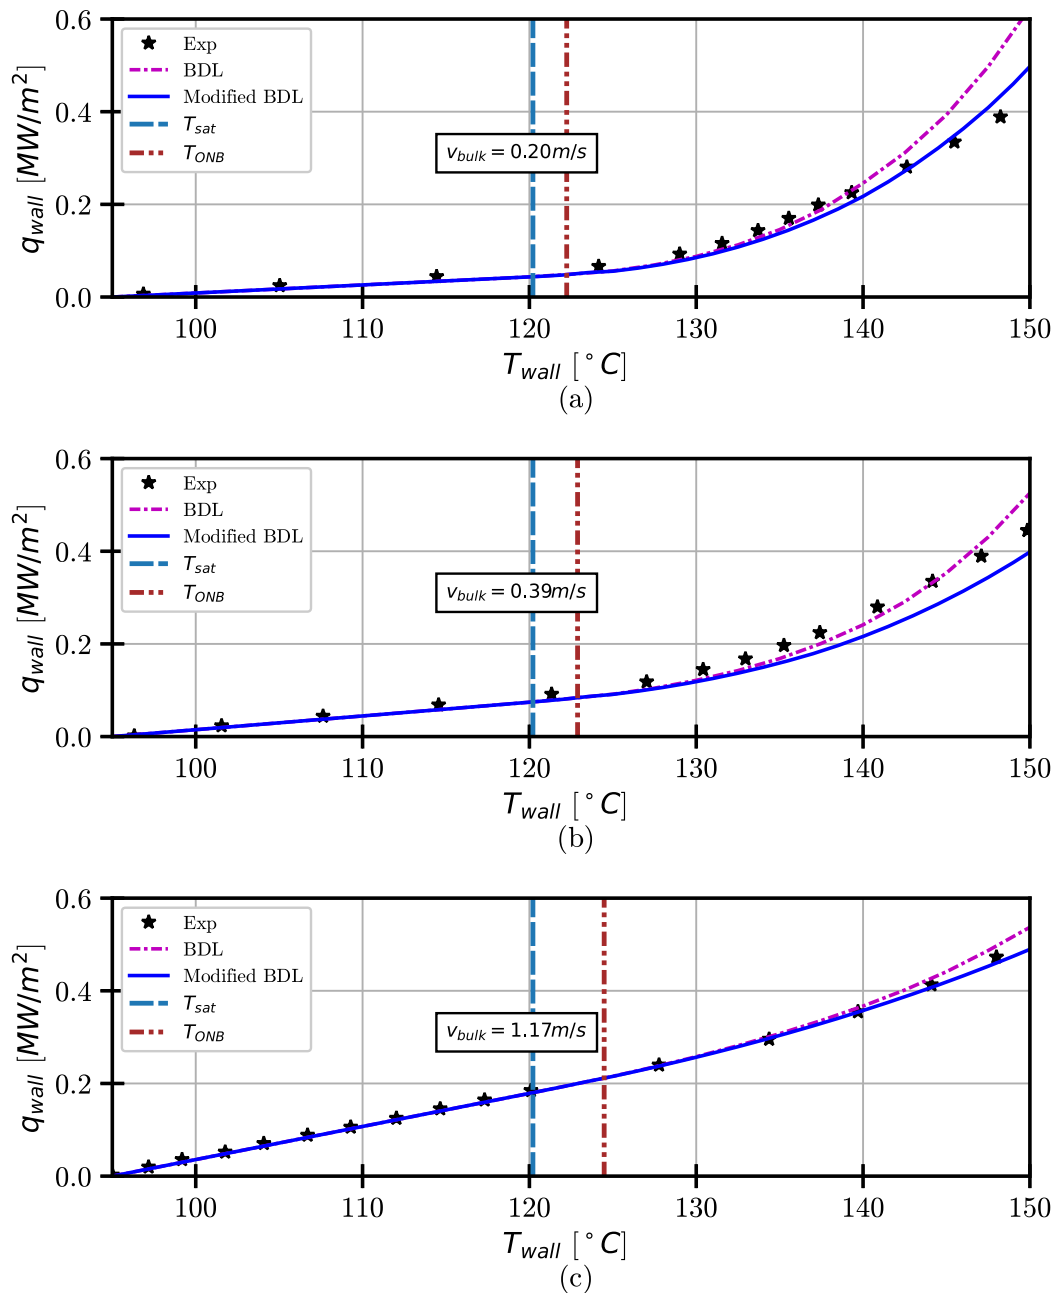 0.6
0.4
0.2
0.0
q_wall [MW/m²]
Exp
BDL
Modified BDL
T_sat
T_ONB
v_bulk = 0.20m/s
100 110 120 130 140 150
T_wall [°C]
(a)
0.6
0.4
0.2
0.0
q_wall [MW/m²]
Exp
BDL
Modified BDL
T_sat
T_ONB
v_bulk = 0.39m/s
100 110 120 130 140 150
T_wall [°C]
(b)
0.6
0.4
0.2
0.0
q_wall [MW/m²]
Exp
BDL
Modified BDL
T_sat
T_ONB
v_bulk = 1.17m/s
100 110 120 130 140 150
T_wall [°C]
(c)